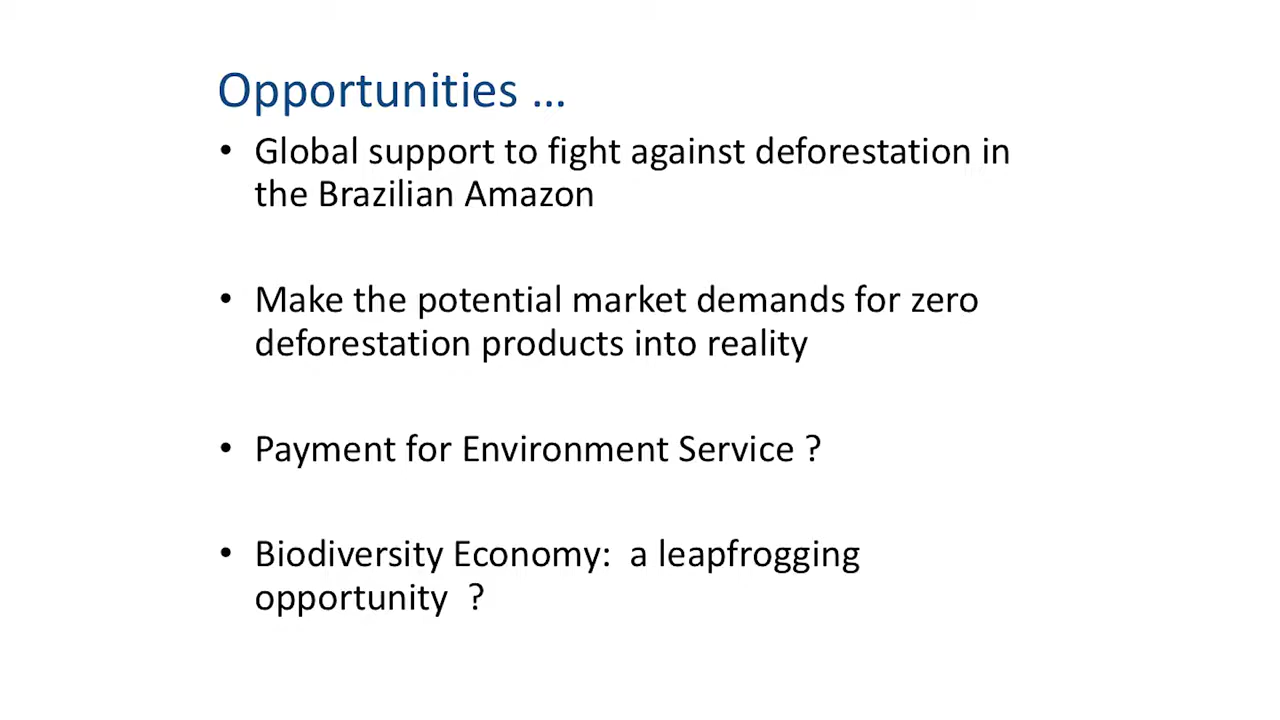 Opportunities ...
• Global support to fight against deforestation in
the Brazilian Amazon
• Make the potential market demands for zero
deforestation products into reality
• Payment for Environment Service ?
• Biodiversity Economy:  a leapfrogging
opportunity  ?